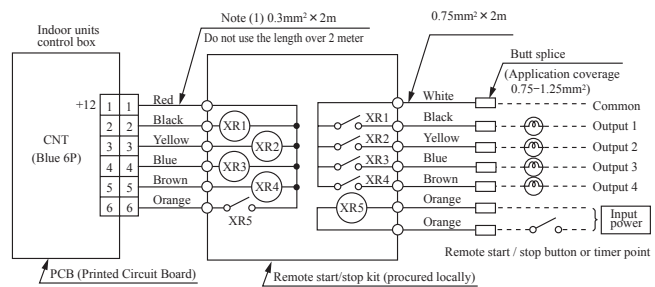 Note (1) 0.3mm² × 2m
Do not use the length over 2 meter
0.75mm² × 2m
Indoor units
control box
Butt splice
(Application coverage
0.75−1.25mm²)
CNT
(Blue 6P)
+12
1 1 Red
2 2 Black
3 3 Yellow
4 4 Blue
5 5 Brown
6 6 Orange
XR1
XR2
XR3
XR4
XR5
XR1
XR2
XR3
XR4
XR5
White
Common
Black
Output 1
Yellow
Output 2
Blue
Output 3
Brown
Output 4
Orange
Orange
Input
power
Remote start / stop button or timer point
PCB (Printed Circuit Board)
Remote start/stop kit (procured locally)